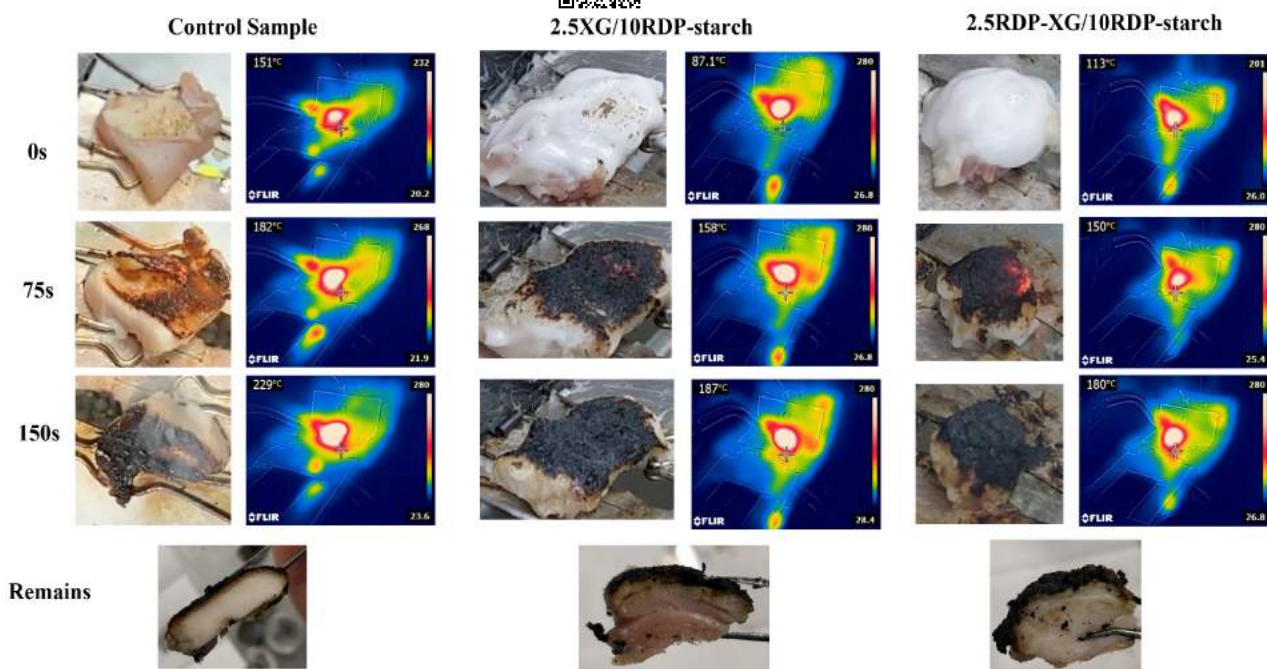 Control Sample
2.5XG/10RDP-starch
2.5RDP-XG/10RDP-starch
0s
151°C
232
20.2
FLIR
87.1°C
280
26.8
FLIR
113°C
201
26.0
FLIR
75s
182°C
268
21.9
FLIR
158°C
280
26.8
FLIR
150°C
280
25.4
FLIR
150s
229°C
280
23.6
FLIR
187°C
280
28.4
FLIR
180°C
280
26.8
FLIR
Remains